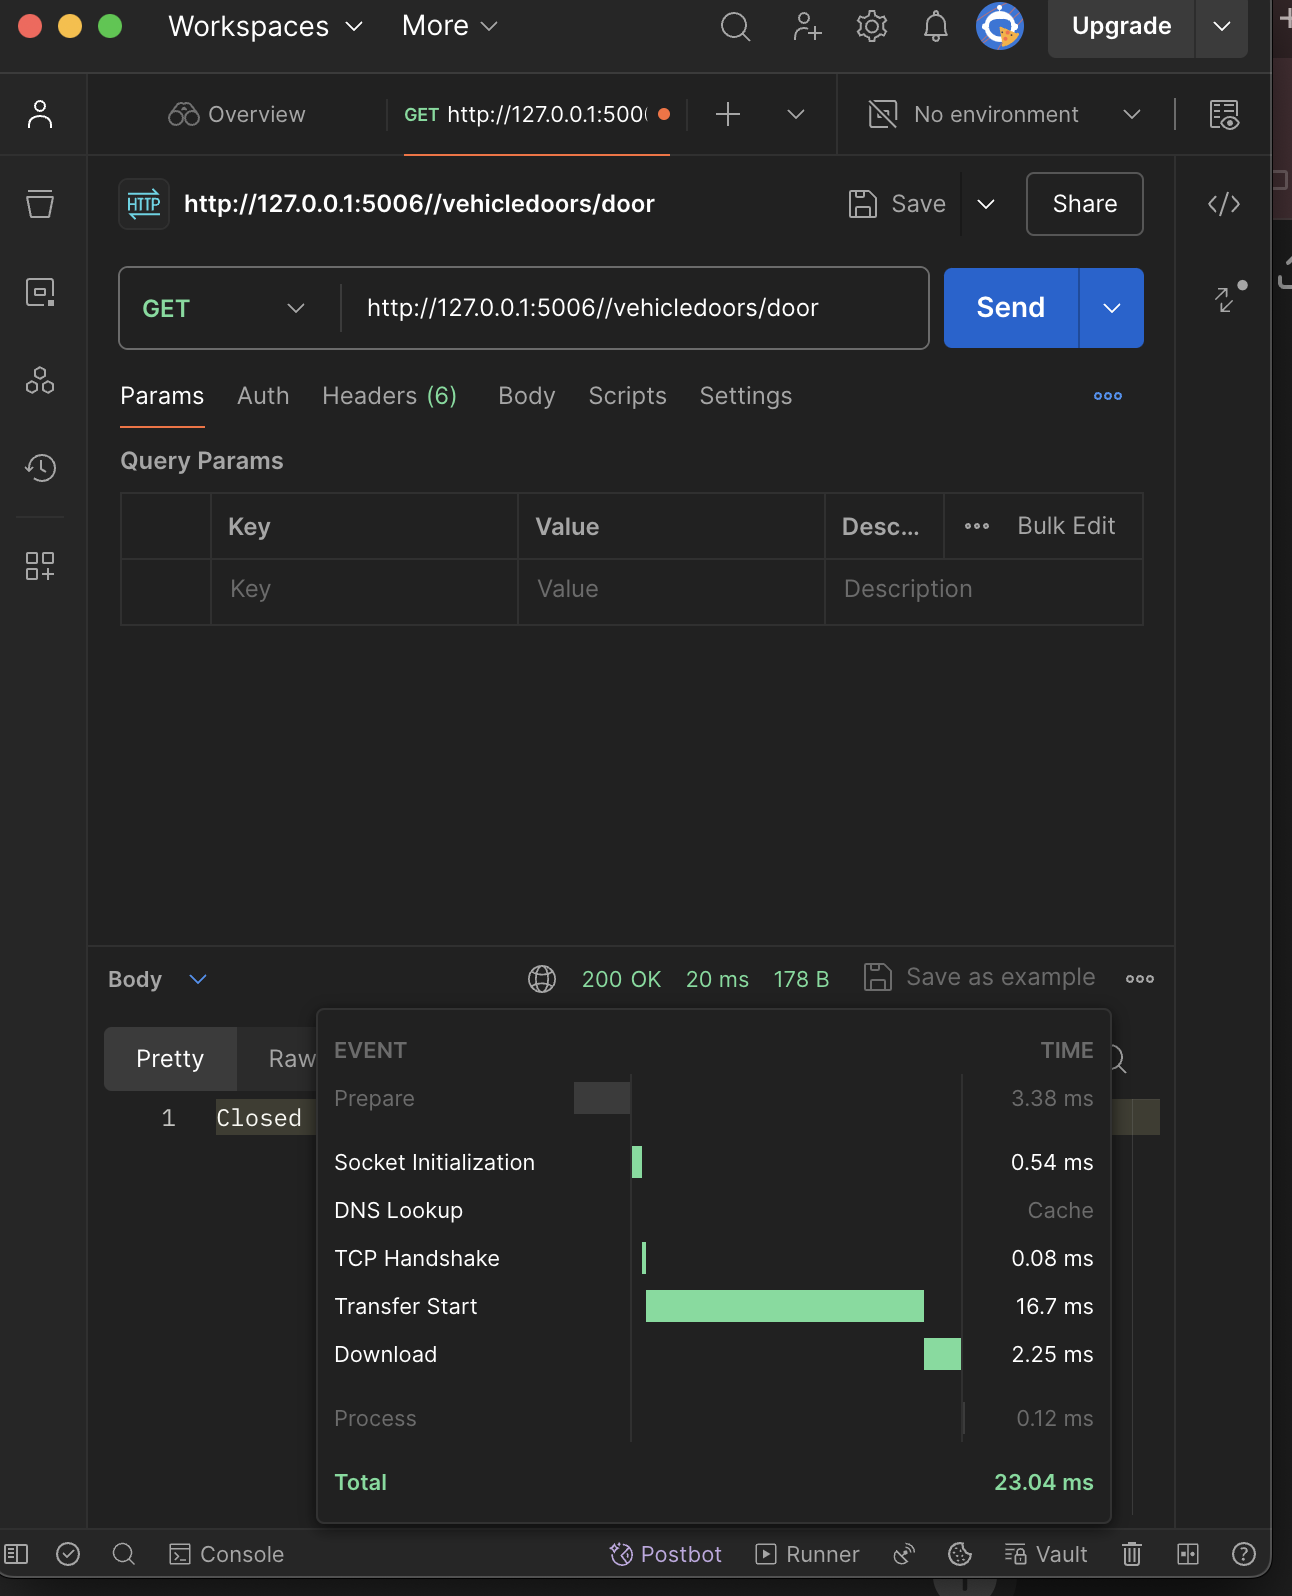 Workspaces More Upgrade
Overview GET http://127.0.0.1:500 No environment
HTTP http://127.0.0.1:5006//vehicledoors/door Save Share
GET http://127.0.0.1:5006//vehicledoors/door Send
Params Auth Headers (6) Body Scripts Settings
Query Params
Key Value Desc... Bulk Edit
Key Value Description
Body 200 OK 20 ms 178 B Save as example
Pretty Raw
1 Closed
EVENT TIME
Prepare 3.38 ms
Socket Initialization 0.54 ms
DNS Lookup Cache
TCP Handshake 0.08 ms
Transfer Start 16.7 ms
Download 2.25 ms
Process 0.12 ms
Total 23.04 ms
Console Postbot Runner Vault